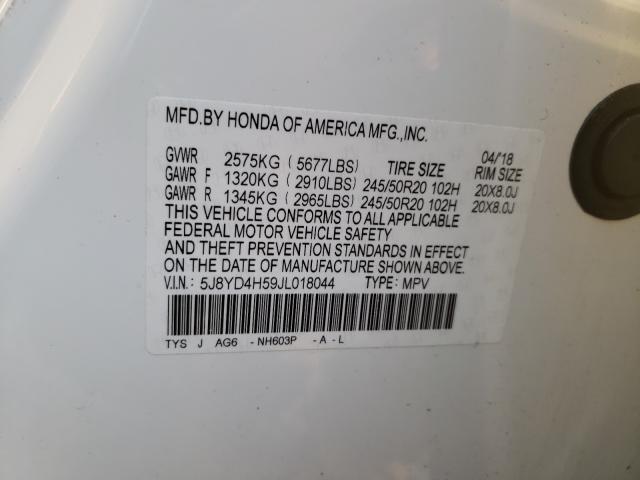 MFD.BY HONDA OF AMERICA MFG.,INC.
04/'18
GVWR 2575KG (5677LBS) TIRE SIZE RIM SIZE
GAWR F 1320KG (2910LBS) 245/50R20 102H 20X8.0J
GAWR R 1345KG (2965LBS) 245/50R20 102H 20X8.0J
THIS VEHICLE CONFORMS TO ALL APPLICABLE
FEDERAL MOTOR VEHICLE SAFETY
AND THEFT PREVENTION STANDARDS IN EFFECT
ON THE DATE OF MANUFACTURE SHOWN ABOVE.
V.I.N.: 5J8YD4H59JL018044 TYPE: MPV
TYS J AG6 - NH603P - A - L